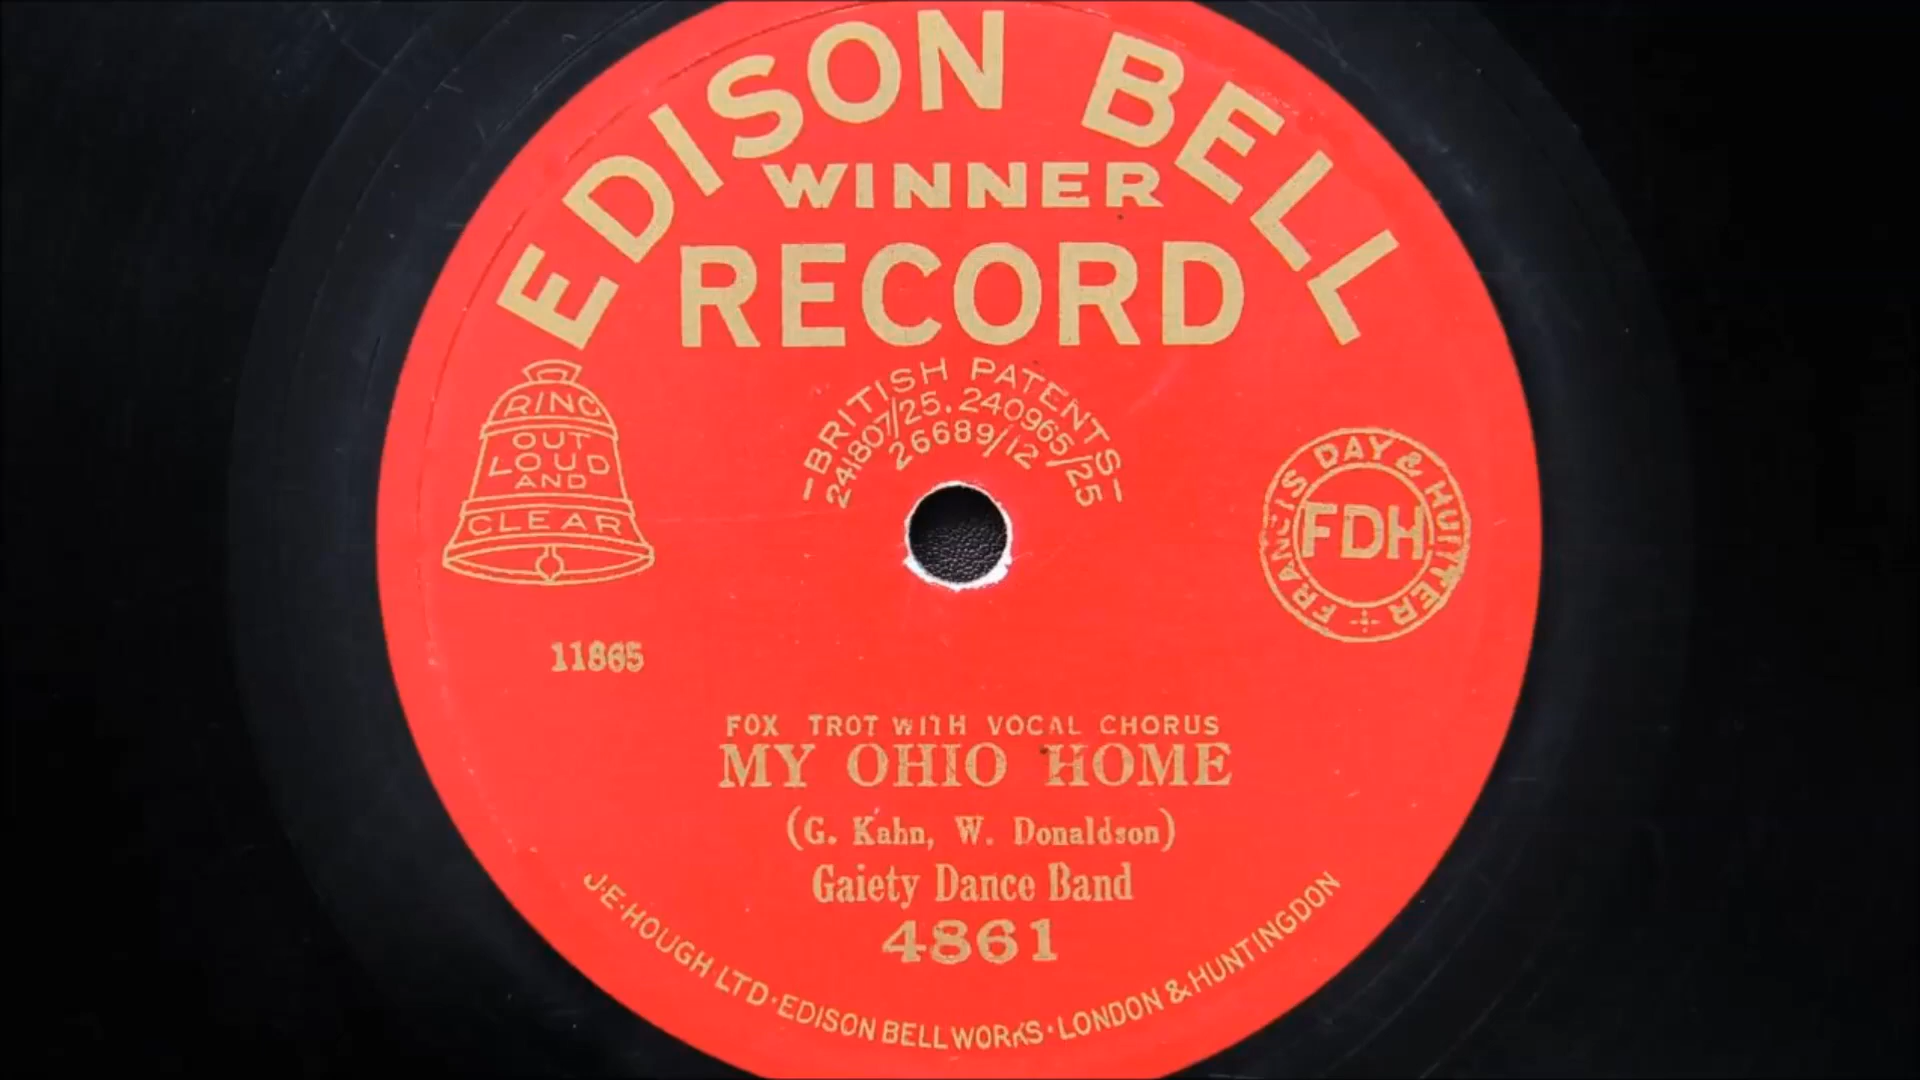 EDISON BELL
WINNER
RECORD
-BRITISH PATENTS-
241807/25. 240965/25
26689/12
RING
OUT
LOUD
AND
CLEAR
FRANCIS DAY & HUNTER
FDH
11865
FOX TROT WITH VOCAL CHORUS
MY OHIO HOME
(G. Kahn, W. Donaldson)
Gaiety Dance Band
4861
J.E.HOUGH LTD·EDISON BELL WORKS·LONDON & HUNTINGDON